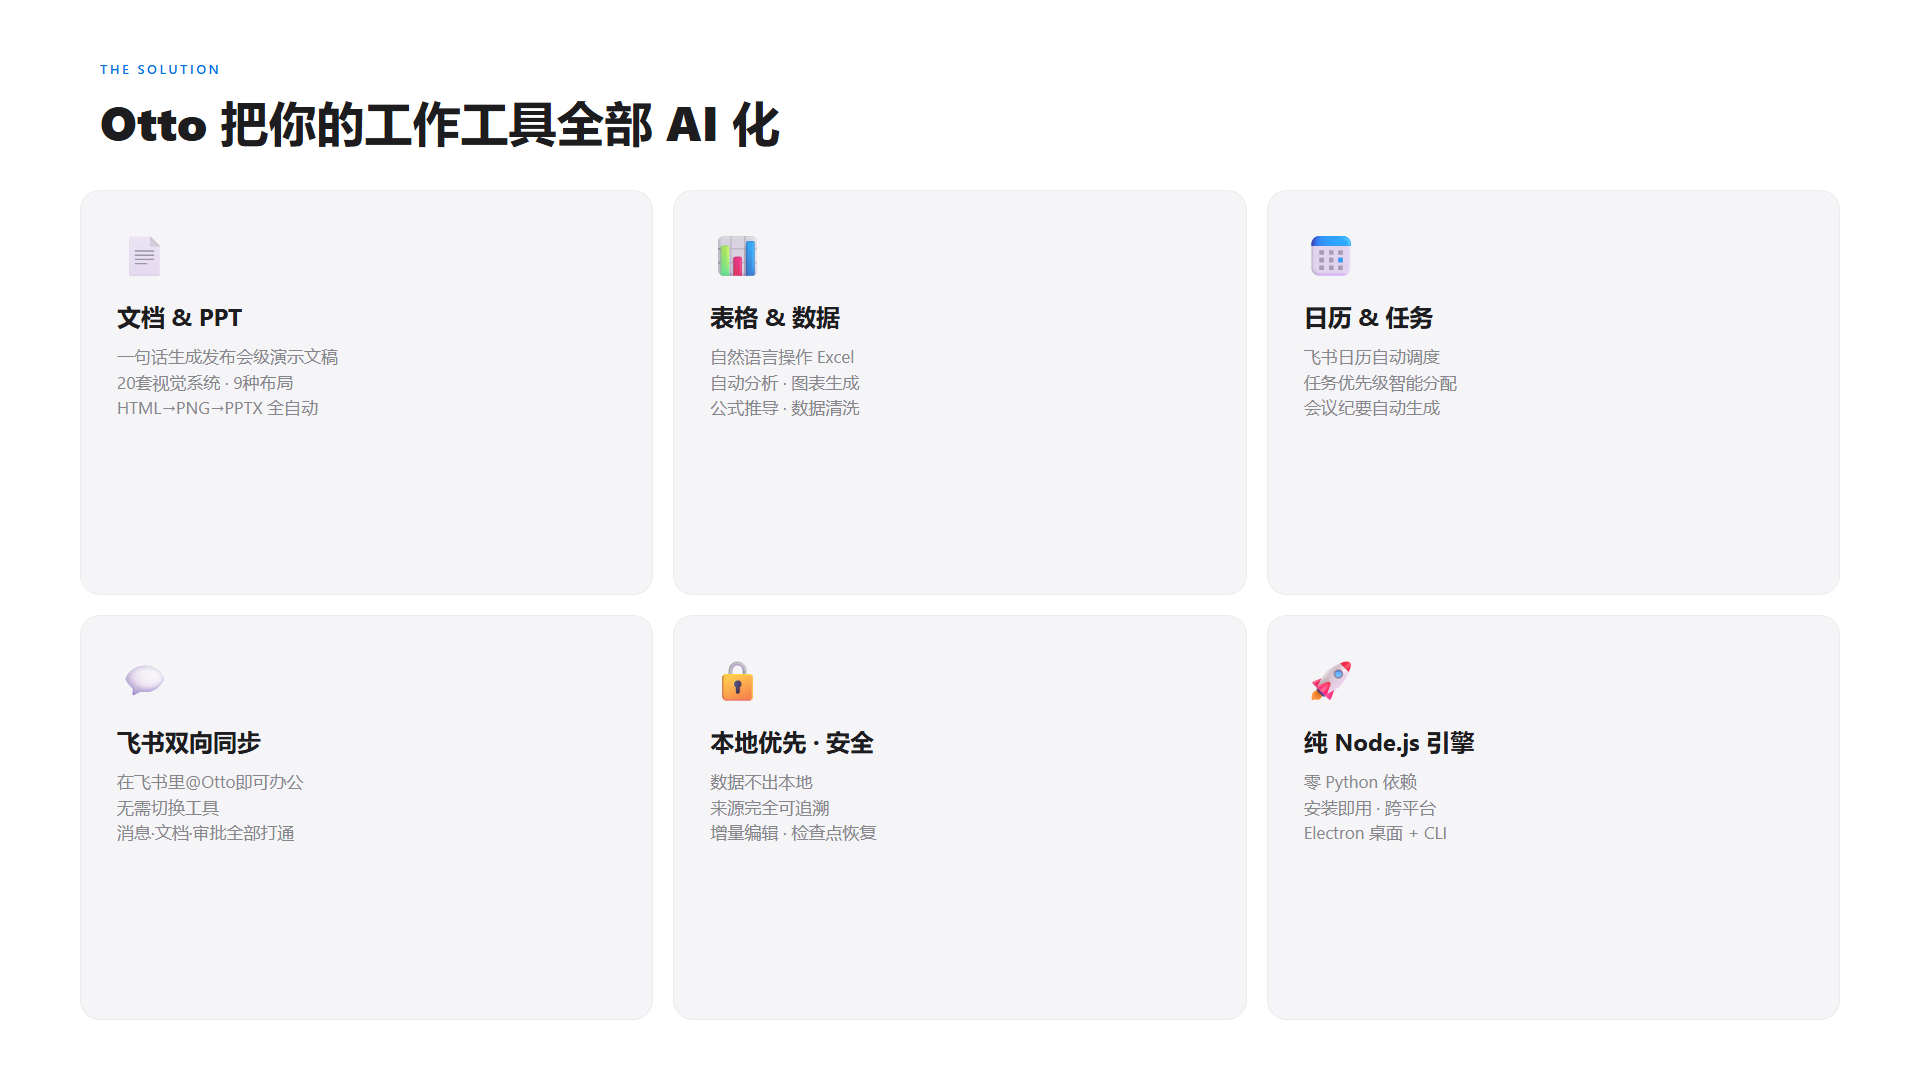 THE SOLUTION
Otto 把你的工作工具全部 AI 化
文档 & PPT
一句话生成发布会级演示文稿
20套视觉系统 · 9种布局
HTML→PNG→PPTX 全自动
表格 & 数据
自然语言操作 Excel
自动分析 · 图表生成
公式推导 · 数据清洗
日历 & 任务
飞书日历自动调度
任务优先级智能分配
会议纪要自动生成
飞书双向同步
在飞书里@Otto即可办公
无需切换工具
消息·文档·审批全部打通
本地优先 · 安全
数据不出本地
来源完全可追溯
增量编辑 · 检查点恢复
纯 Node.js 引擎
零 Python 依赖
安装即用 · 跨平台
Electron 桌面 + CLI